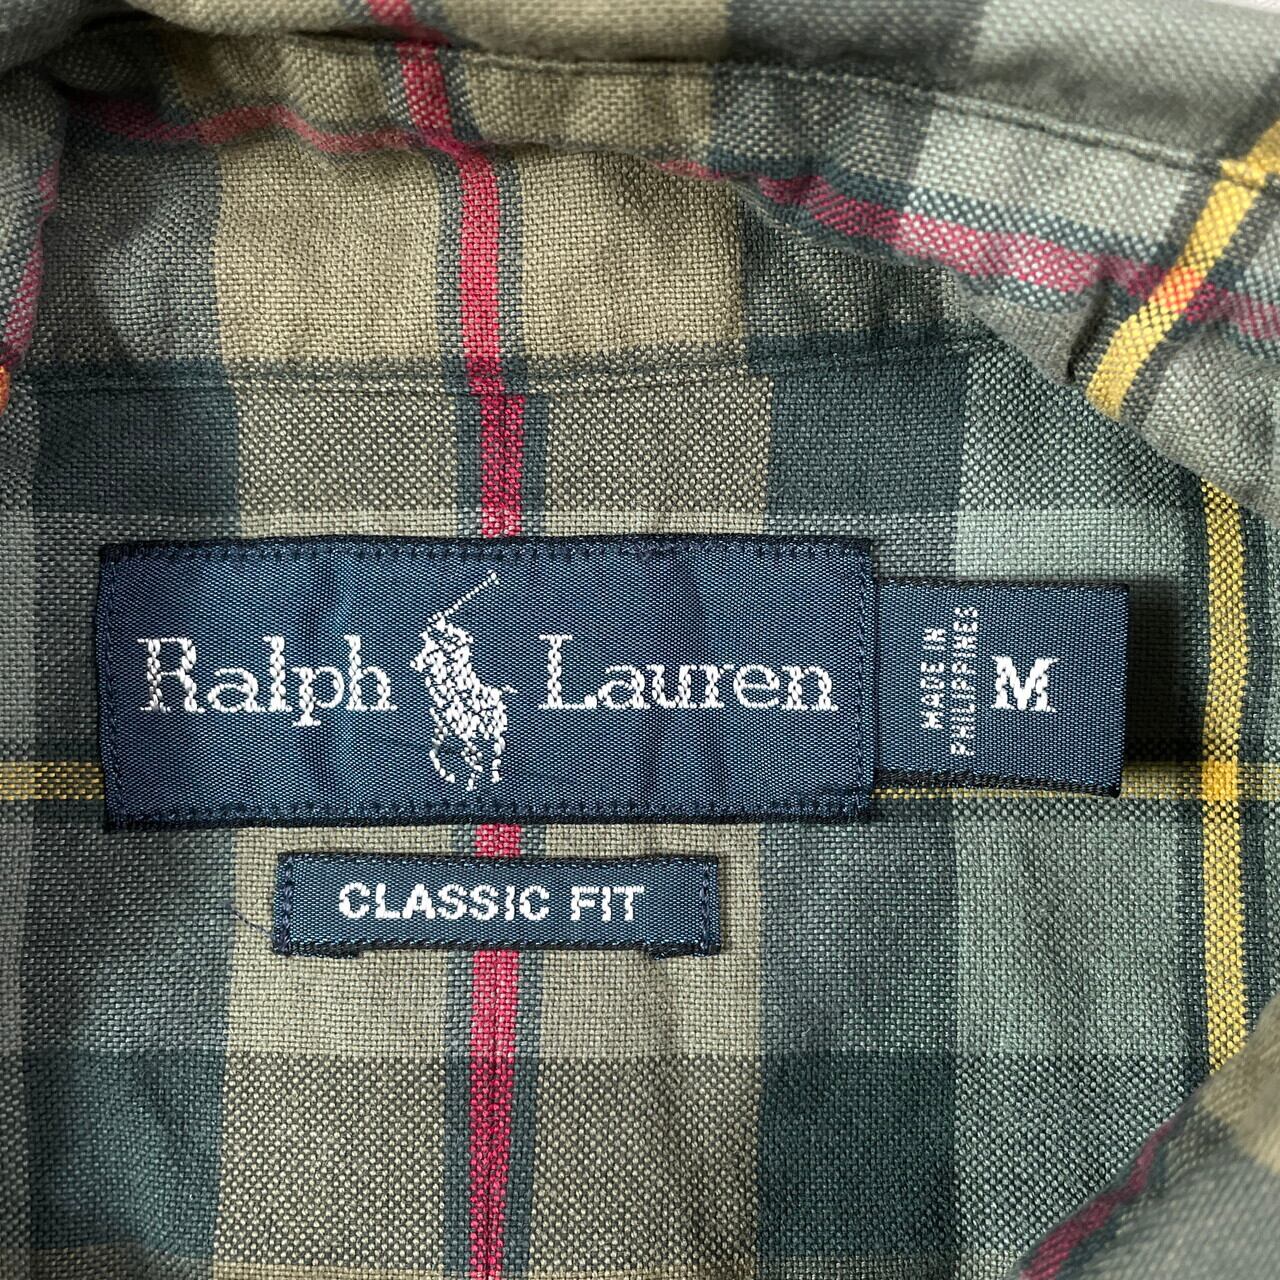 Ralph Lauren
MADE IN
PHILIPPINES
M
CLASSIC FIT